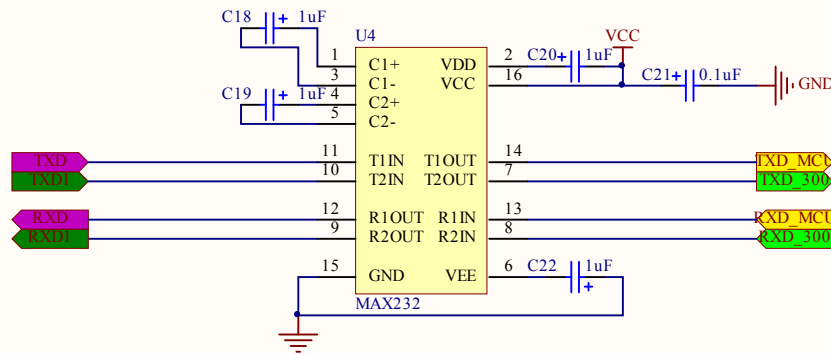 C18 1uF
U4
VCC
1 C1+ VDD 2 C20 1uF
3 C1- VCC 16 C21 0.1uF
GND
C19 1uF 4 C2+
5 C2-
TXD 11 T1IN T1OUT 14 TXD_MCU
TXD1 10 T2IN T2OUT 7 TXD_300
RXD 12 R1OUT R1IN 13 RXD_MCU
RXD1 9 R2OUT R2IN 8 RXD_300
15 GND VEE 6 C22 1uF
MAX232